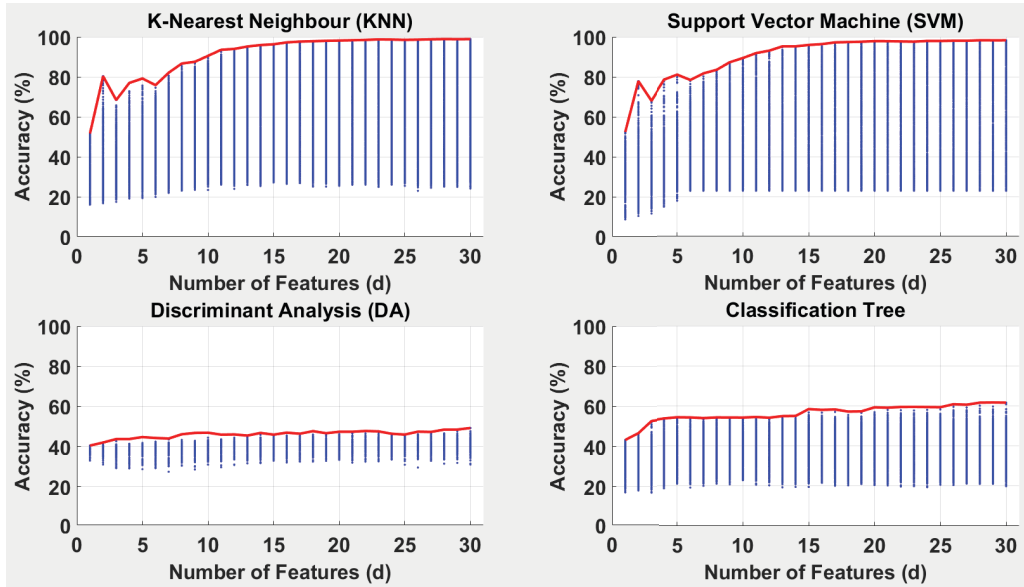 K-Nearest Neighbour (KNN)
Accuracy (%)
100
80
60
40
20
0
0 5 10 15 20 25 30
Number of Features (d)
Support Vector Machine (SVM)
Accuracy (%)
100
80
60
40
20
0
0 5 10 15 20 25 30
Number of Features (d)
Discriminant Analysis (DA)
Accuracy (%)
100
80
60
40
20
0
0 5 10 15 20 25 30
Number of Features (d)
Classification Tree
Accuracy (%)
100
80
60
40
20
0
0 5 10 15 20 25 30
Number of Features (d)